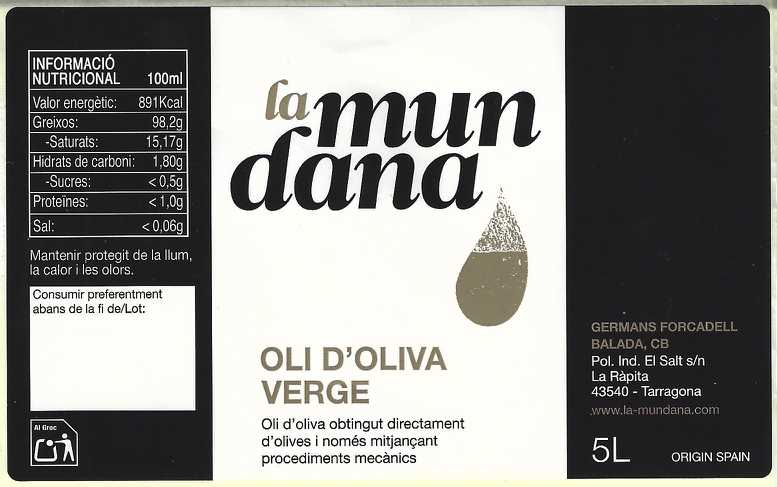 INFORMACIÓ
NUTRICIONAL 100ml
Valor energètic: 891Kcal
Greixos: 98,2g
-Saturats: 15,17g
Hidrats de carboni: 1,80g
-Sucres: < 0,5g
Proteïnes: < 1,0g
Sal: < 0,06g
Mantenir protegit de la llum,
la calor i les olors.
Consumir preferentment
abans de la fi de/Lot:
Al Groc
la mun
dana
OLI D'OLIVA
VERGE
Oli d'oliva obtingut directament
d'olives i només mitjançant
procediments mecànics
GERMANS FORCADELL
BALADA, CB
Pol. Ind. El Salt s/n
La Ràpita
43540 - Tarragona
www.la-mundana.com
5L ORIGIN SPAIN